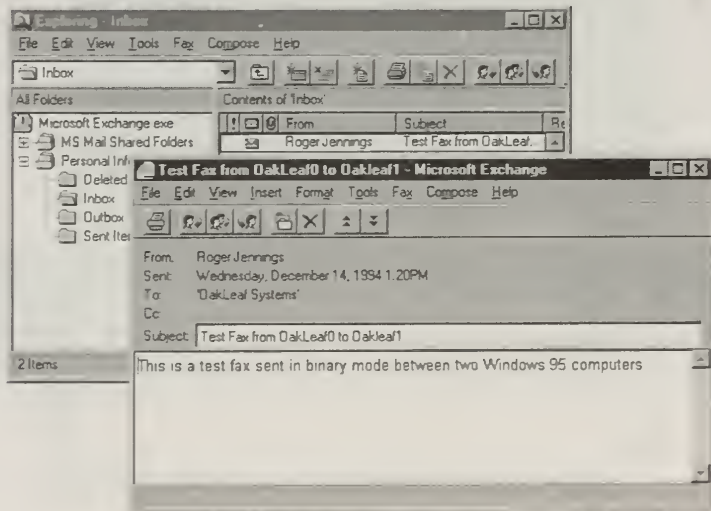 Exploring - Inbox
File Edit View Tools Fax Compose Help
Inbox
All Folders
Contents of 'Inbox'
Microsoft Exchange exe
MS Mail Shared Folders
Personal Inf
Deleted
Inbox
Outbox
Sent Iter
! From Subject Re
Roger Jennings Test Fax from OakLeaf.
2 Items
Test Fax from OakLeaf0 to Oakleaf1 - Microsoft Exchange
File Edit View Insert Format Tools Fax Compose Help
From: Roger Jennings
Sent: Wednesday, December 14, 1994 1.20PM
To: 'OakLeaf Systems'
Cc:
Subject: Test Fax from OakLeaf0 to Oakleaf1
This is a test fax sent in binary mode between two Windows 95 computers